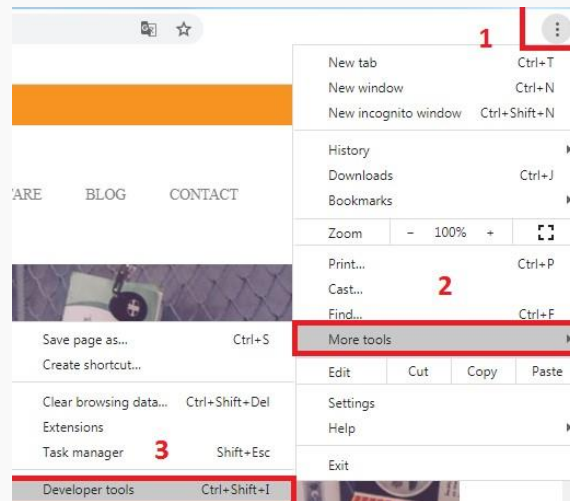 1
New tab Ctrl+T
New window Ctrl+N
New incognito window Ctrl+Shift+N
History
Downloads Ctrl+J
Bookmarks
Zoom - 100% +
Print... Ctrl+P
Cast...
2
Find... Ctrl+F
More tools
Edit Cut Copy Paste
Settings
Help
Exit
ARE BLOG CONTACT
Save page as... Ctrl+S
Create shortcut...
Clear browsing data... Ctrl+Shift+Del
Extensions
Task manager Shift+Esc
3
Developer tools Ctrl+Shift+I